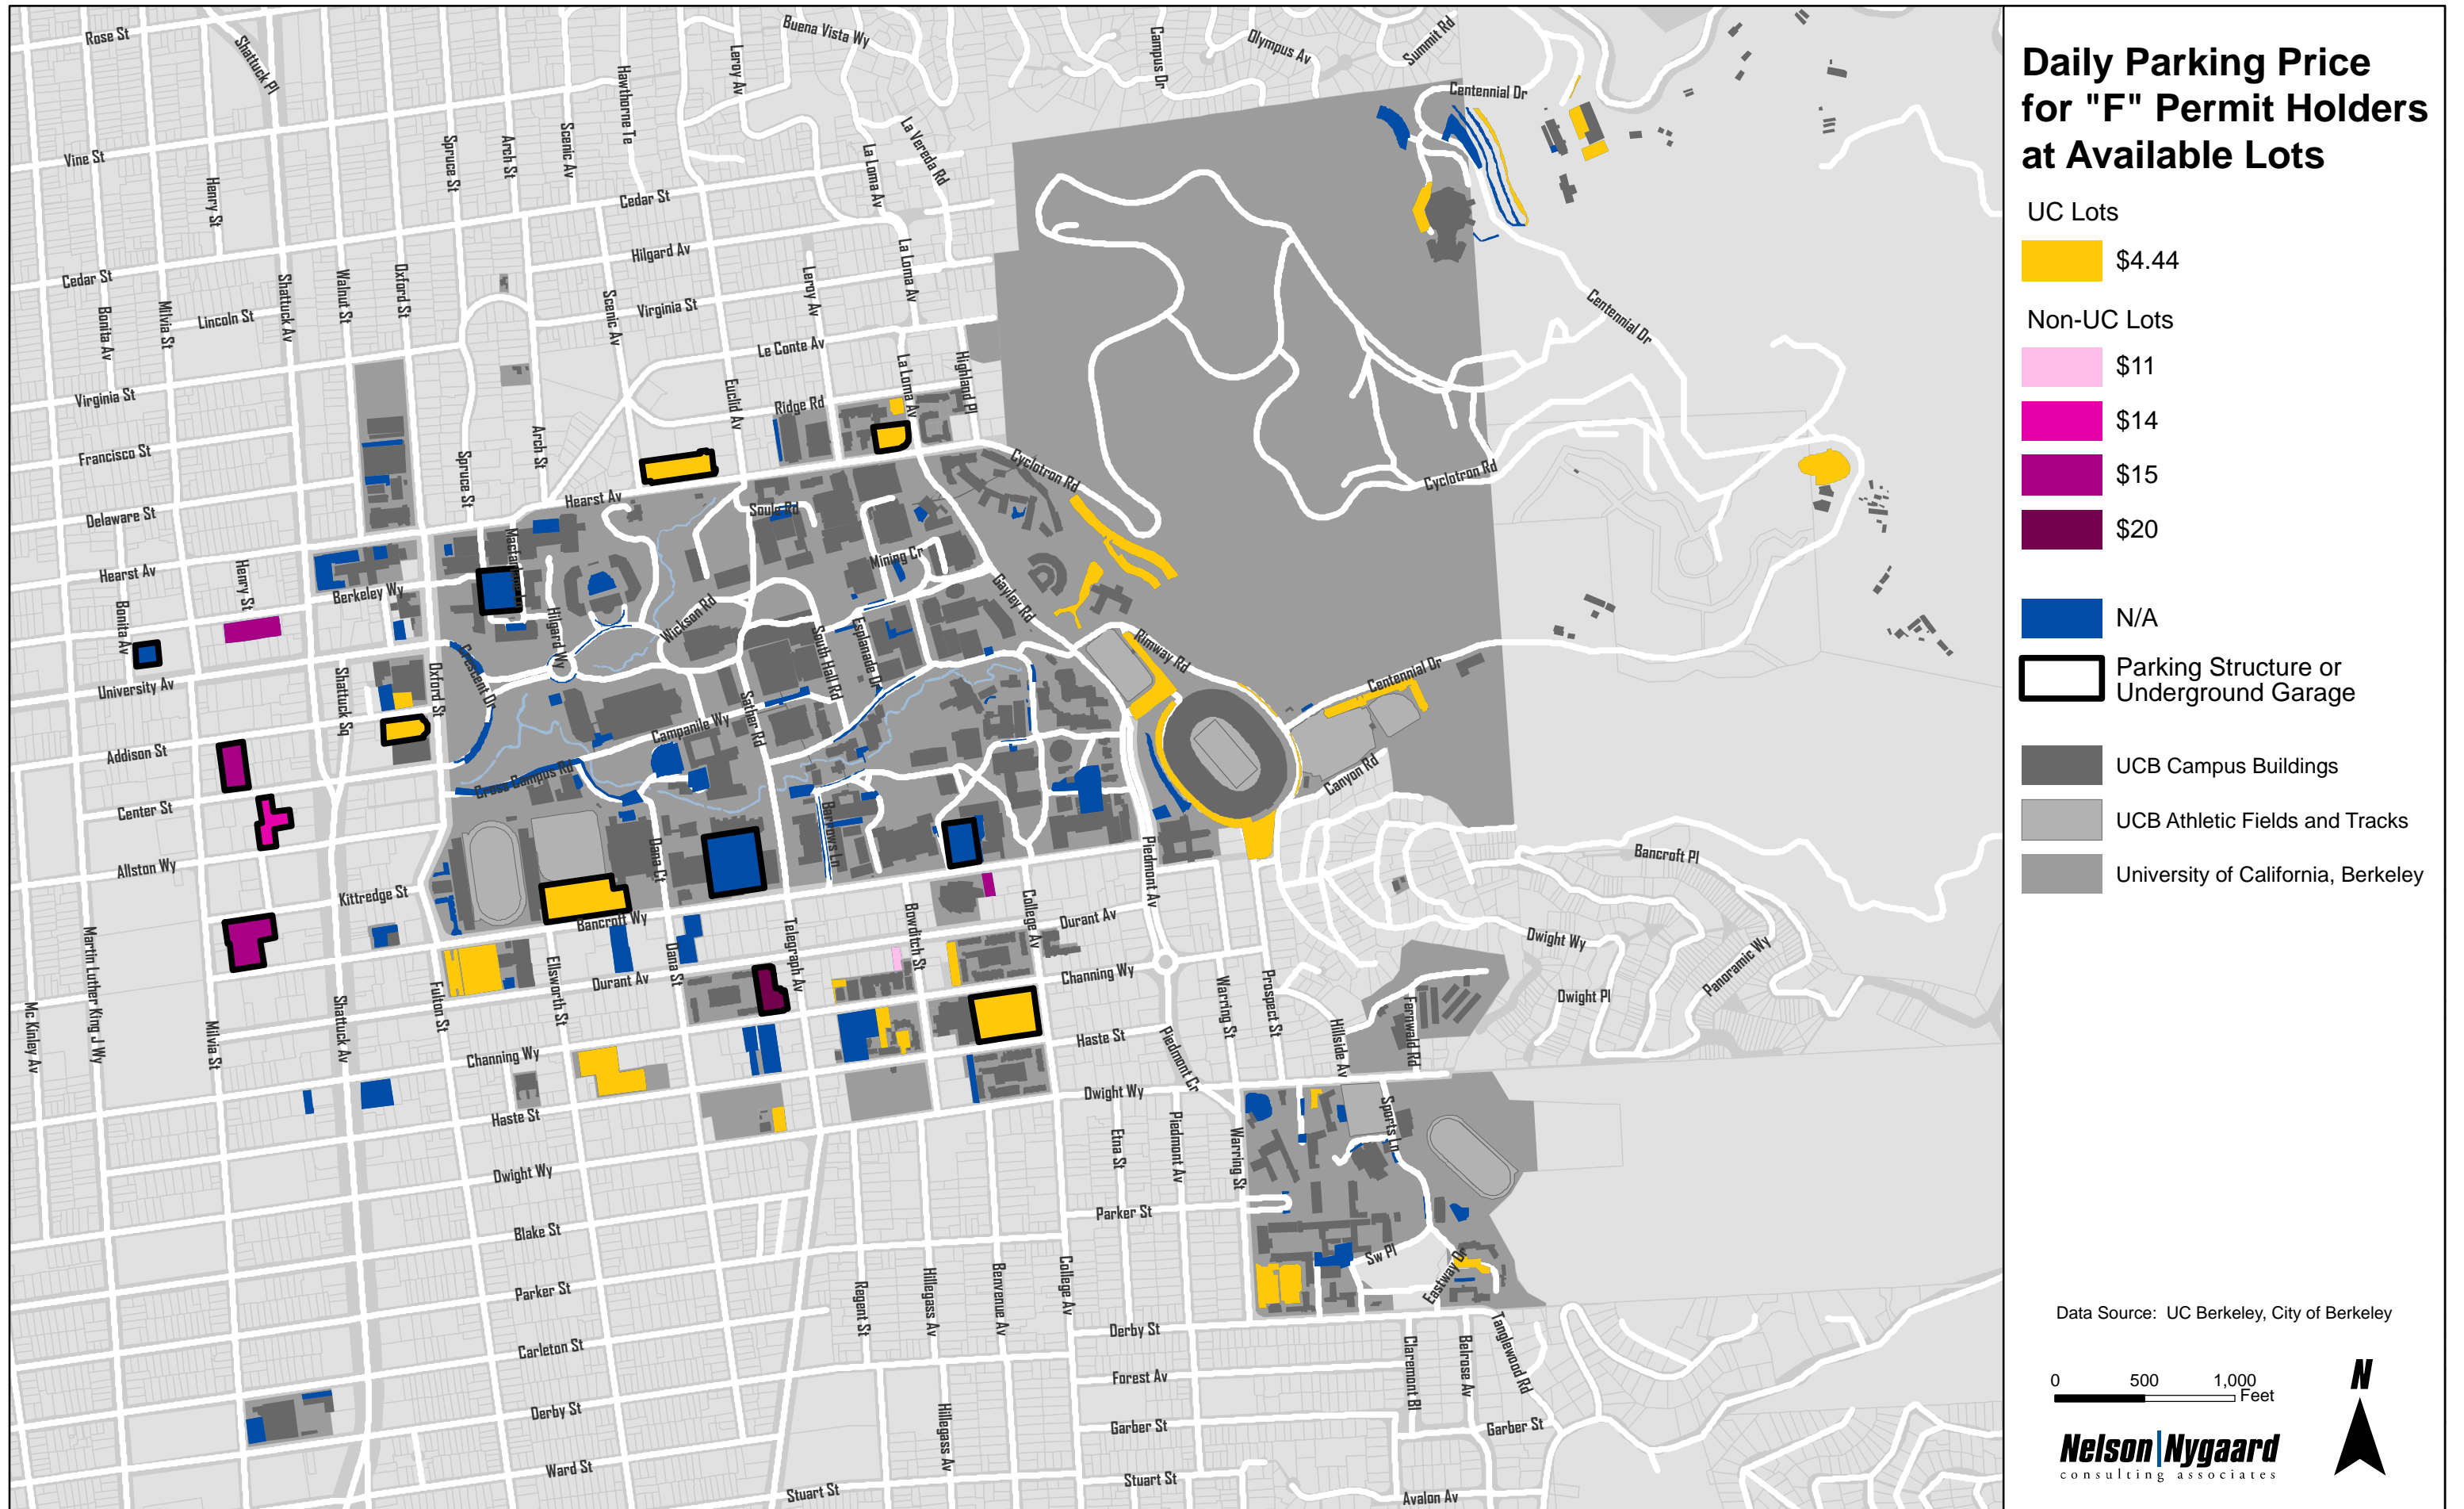 Daily Parking Price
for "F" Permit Holders
at Available Lots
UC Lots
$4.44
Non-UC Lots
$11
$14
$15
$20
N/A
Parking Structure or
Underground Garage
UCB Campus Buildings
UCB Athletic Fields and Tracks
University of California, Berkeley
Data Source: UC Berkeley, City of Berkeley
0 500 1,000
Feet
N
Nelson|Nygaard
consulting associates
Rose St
Shattuck Pl
Buena Vista Wy
Leroy Av
Hawthorne Te
Campus Dr
Olympus Av
Summit Rd
Centennial Dr
Vine St
Henry St
Spruce St
Arch St
Scenic Av
La Loma Av
La Vereda Rd
Cedar St
Hilgard Av
Cedar St
Bonita Av
Milvia St
Lincoln St
Shattuck Av
Walnut St
Oxford St
Scenic Av
Virginia St
Leroy Av
La Loma Av
Centennial Dr
Le Conte Av
La Loma Av
Highland Pl
Virginia St
Euclid Av
Ridge Rd
Francisco St
Spruce St
Arch St
Cyclotron Rd
Cyclotron Rd
Delaware St
Hearst Av
Hearst Av
Henry St
Berkeley Wy
Mining Cr
Gayley Rd
Bonita Av
Hilgard Wy
Wickson Rd
South Hall Rd
Esplanade Dr
Rimway Rd
University Av
Shattuck Sq
Oxford St
Crescent Dr
Sather Rd
Centennial Dr
Addison St
Campanile Wy
Cross Campus Rd
Canyon Rd
Center St
Barrows Ln
Allston Wy
Dana Ct
Piedmont Av
Bancroft Pl
Kittredge St
Bancroft Wy
Telegraph Av
Bowditch St
College Av
Durant Av
Mc Kinley Av
Martin Luther King J Wy
Milvia St
Shattuck Av
Fulton St
Ellsworth St
Durant Av
Dana St
Channing Wy
Warring St
Prospect St
Dwight Wy
Dwight Pl
Panoramic Wy
Channing Wy
Haste St
Piedmont Cr
Hillside Av
Fernwald Rd
Haste St
Dwight Wy
Etna St
Piedmont Av
Warring St
Sports Ln
Dwight Wy
Parker St
Blake St
Sw Pl
Eastway Dr
Parker St
Regent St
Hillegass Av
Benvenue Av
College Av
Derby St
Carleton St
Claremont Bl
Belrose Av
Tanglewood Rd
Forest Av
Derby St
Hillegass Av
Garber St
Garber St
Ward St
Stuart St
Stuart St
Avalon Av